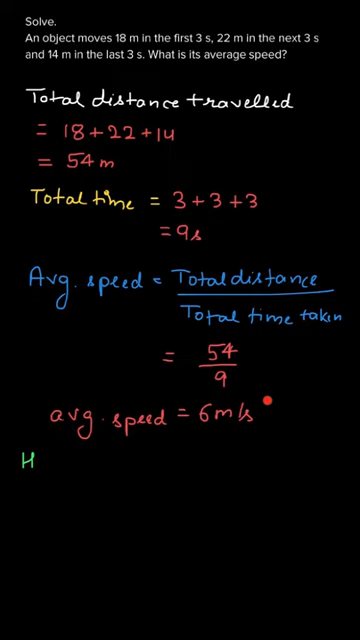 Solve.
An object moves 18 m in the first 3 s, 22 m in the next 3 s
and 14 m in the last 3 s. What is its average speed?
Total distance travelled
= 18 + 22 + 14
= 54 m
Total time = 3 + 3 + 3
= 9 s
Avg. speed = Total distance
Total time taken
= 54
9
avg. speed = 6 m/s
H